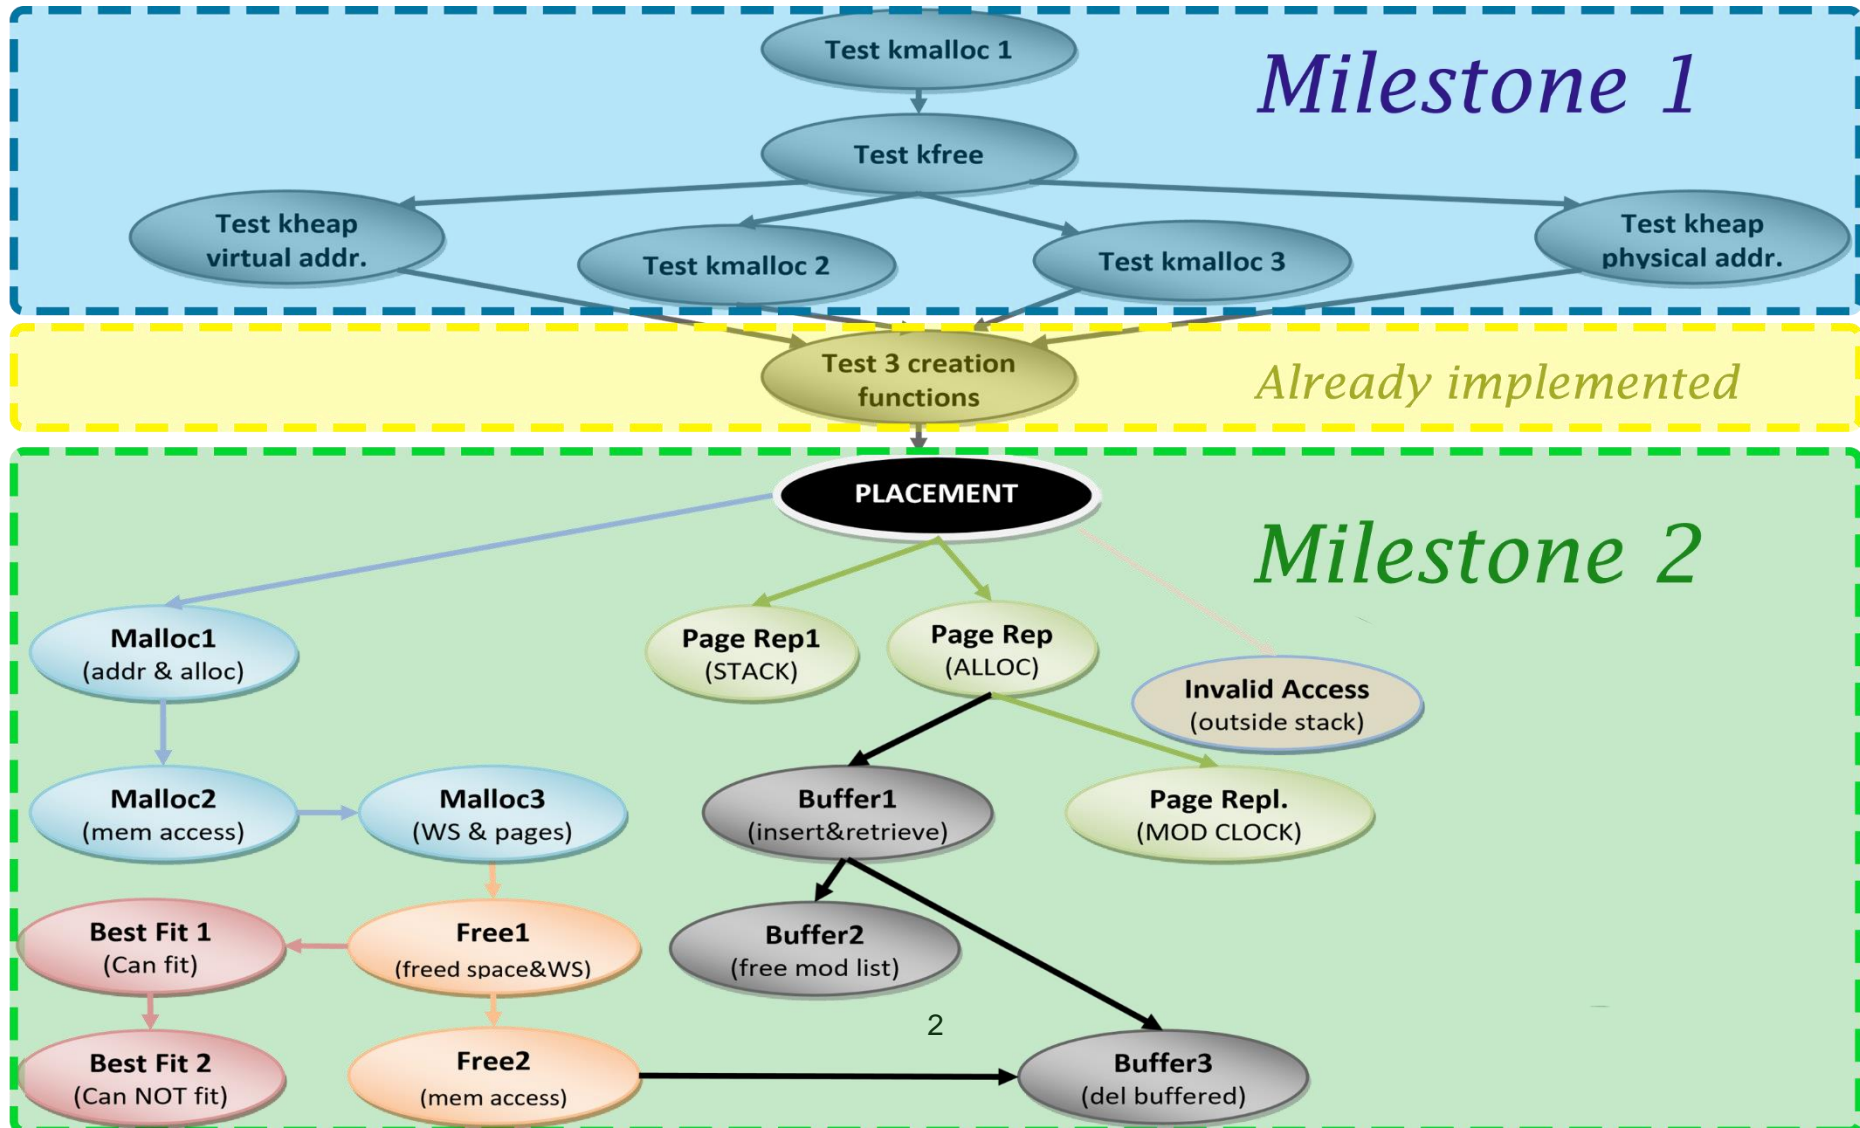 Test kmalloc 1
Milestone 1
Test kfree
Test kheap
virtual addr.
Test kmalloc 2
Test kmalloc 3
Test kheap
physical addr.
Test 3 creation
functions
Already implemented
PLACEMENT
Milestone 2
Malloc1
(addr & alloc)
Page Rep1
(STACK)
Page Rep
(ALLOC)
Invalid Access
(outside stack)
Malloc2
(mem access)
Malloc3
(WS & pages)
Buffer1
(insert&retrieve)
Page Repl.
(MOD CLOCK)
Best Fit 1
(Can fit)
Free1
(freed space&WS)
Buffer2
(free mod list)
2
Best Fit 2
(Can NOT fit)
Free2
(mem access)
Buffer3
(del buffered)